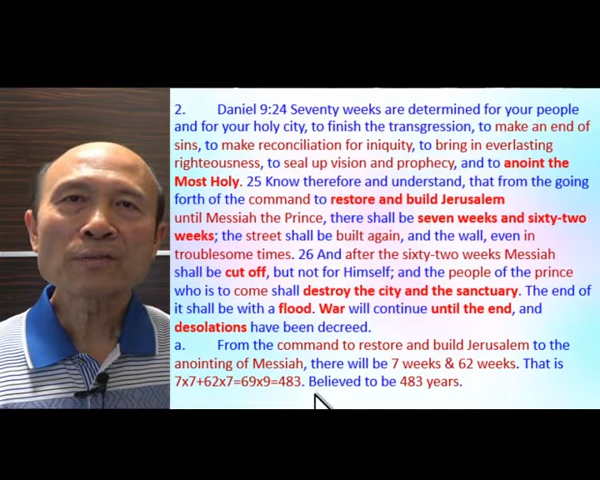 2. Daniel 9:24 Seventy weeks are determined for your people
and for your holy city, to finish the transgression, to make an end of
sins, to make reconciliation for iniquity, to bring in everlasting
righteousness, to seal up vision and prophecy, and to anoint the
Most Holy. 25 Know therefore and understand, that from the going
forth of the command to restore and build Jerusalem
until Messiah the Prince, there shall be seven weeks and sixty-two
weeks; the street shall be built again, and the wall, even in
troublesome times. 26 And after the sixty-two weeks Messiah
shall be cut off, but not for Himself; and the people of the prince
who is to come shall destroy the city and the sanctuary. The end of
it shall be with a flood. War will continue until the end, and
desolations have been decreed.
a. From the command to restore and build Jerusalem to the
anointing of Messiah, there will be 7 weeks & 62 weeks. That is
7x7+62x7=69x9=483. Believed to be 483 years.